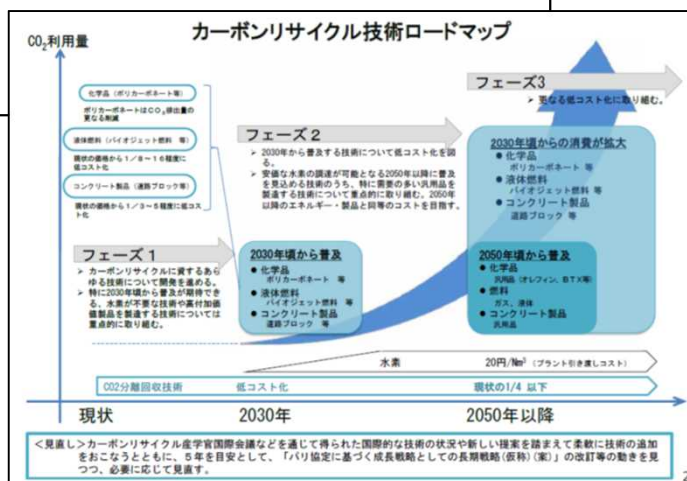 カーボンリサイクル技術ロードマップ
CO₂利用量
化学品（ポリカーボネート等）
ポリカーボネートはCO₂排出量の
更なる削減
液体燃料（バイオジェット燃料 等）
現状の価格から1／8～16程度に
低コスト化
コンクリート製品（道路ブロック等）
現状の価格から1／3～5程度に低コス
ト化
フェーズ1
➢ カーボンリサイクルに資するあら
ゆる技術について開発を進める。
➢ 特に2030年頃から普及が期待でき
る、水素が不要な技術や高付加価
値製品を製造する技術については
重点的に取り組む。
フェーズ2
➢ 2030年から普及する技術について低コスト化を図
る。
➢ 安価な水素の調達が可能となる2050年以降に普及
を見込める技術のうち、特に需要の多い汎用品を
製造する技術について重点的に取り組む。2050年
以降のエネルギー・製品と同等のコストを目指す。
2030年頃から普及
● 化学品
ポリカーボネート 等
● 液体燃料
バイオジェット燃料 等
● コンクリート製品
道路ブロック 等
フェーズ3
➢ 更なる低コスト化に取り組む。
2030年頃からの消費が拡大
● 化学品
ポリカーボネート 等
● 液体燃料
バイオジェット燃料 等
● コンクリート製品
道路ブロック 等
2050年頃から普及
● 化学品
汎用品（オレフィン、BTX等）
● 燃料
ガス、液体
● コンクリート製品
汎用品
水素 20円/Nm³（プラント引き渡しコスト）
CO2分離回収技術 低コスト化 現状の1/4 以下
現状 2030年 2050年以降
＜見直し＞カーボンリサイクル産学官国際会議などを通じて得られた国際的な技術の状況や新しい提案を踏まえて柔軟に技術の追加
をおこなうとともに、5年を目安として、「パリ協定に基づく成長戦略としての長期戦略(仮称)(案)」の改訂等の動きを見
つつ、必要に応じて見直す。
2